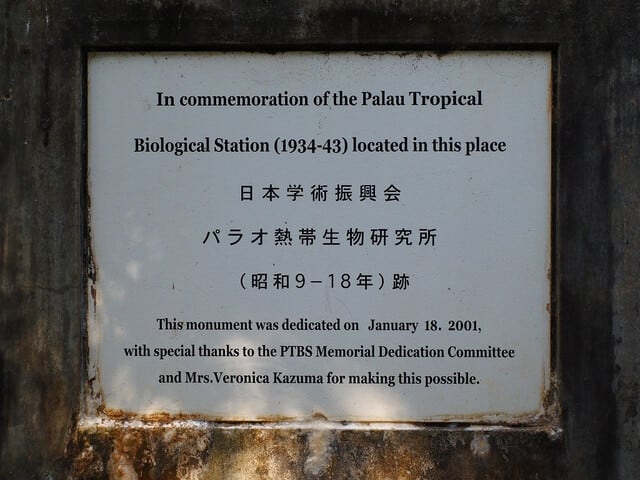 In commemoration of the Palau Tropical
Biological Station (1934-43) located in this place
日本学術振興会
パラオ熱帯生物研究所
（昭和9－18年）跡
This monument was dedicated on January 18. 2001,
with special thanks to the PTBS Memorial Dedication Committee
and Mrs.Veronica Kazuma for making this possible.